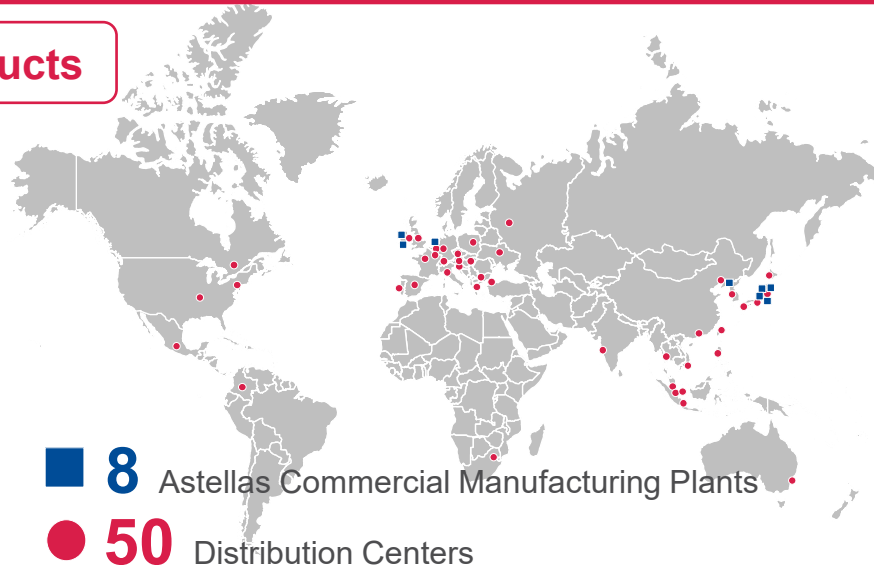 ucts
8 Astellas Commercial Manufacturing Plants
50 Distribution Centers